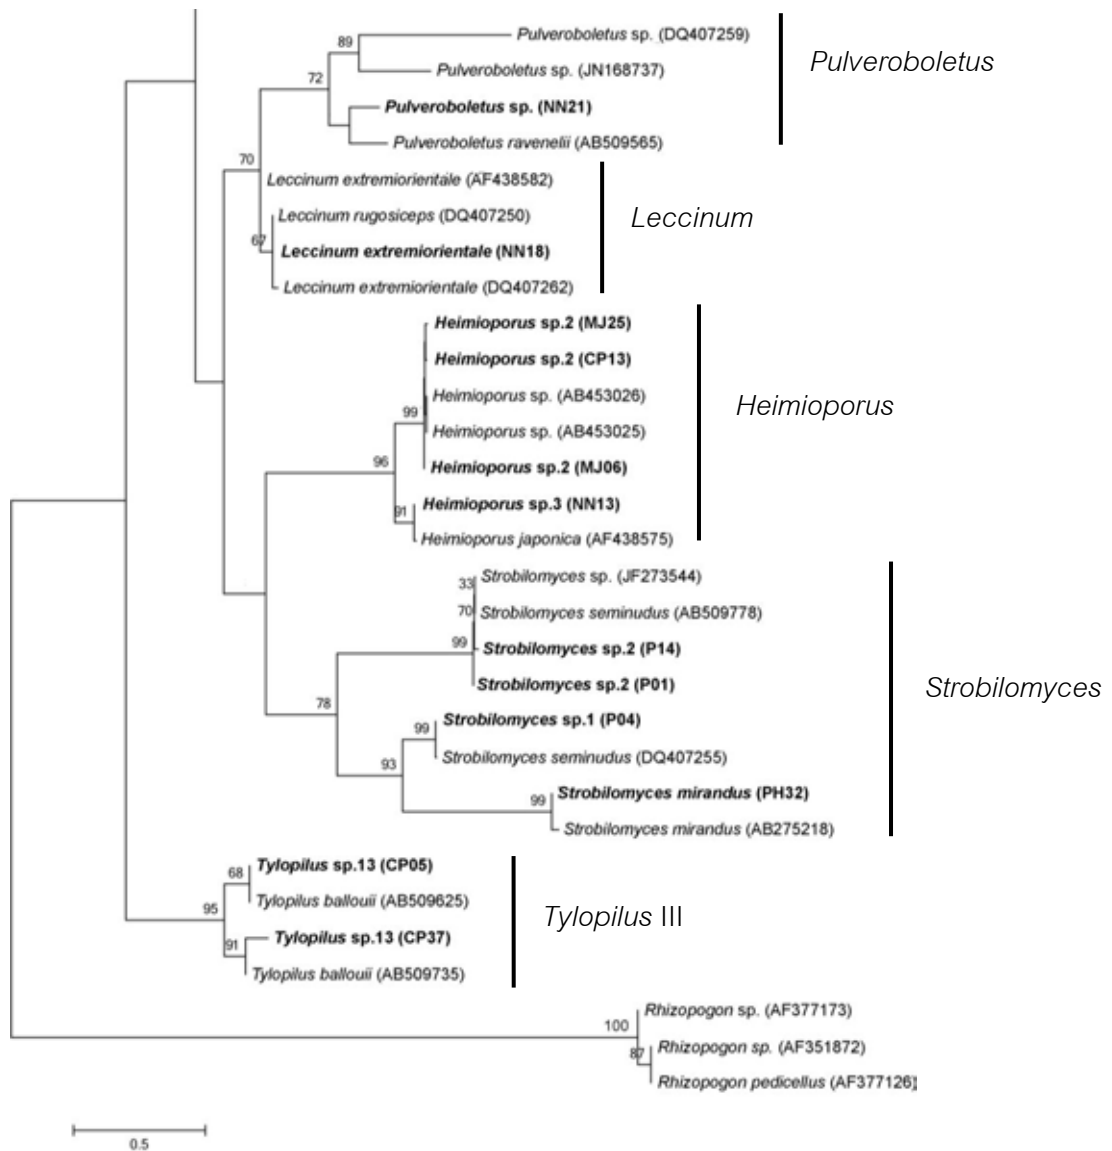 Pulveroboletus sp. (DQ407259)
89
Pulveroboletus
Pulveroboletus sp. (JN168737)
72
Pulveroboletus sp. (NN21)
Pulveroboletus ravenelii (AB509565)
70
Leccinum extremiorientale (AF438582)
Leccinum rugosiceps (DQ407250)
Leccinum
67
Leccinum extremiorientale (NN18)
Leccinum extremiorientale (DQ407262)
Heimioporus sp.2 (MJ25)
Heimioporus sp.2 (CP13)
Heimioporus sp. (AB453026)
Heimioporus
99
Heimioporus sp. (AB453025)
96
Heimioporus sp.2 (MJ06)
Heimioporus sp.3 (NN13)
91
Heimioporus japonica (AF438575)
Strobilomyces sp. (JF273544)
33
70
Strobilomyces seminudus (AB509778)
99
Strobilomyces sp.2 (P14)
Strobilomyces sp.2 (P01)
Strobilomyces
78
Strobilomyces sp.1 (P04)
99
Strobilomyces seminudus (DQ407255)
93
Strobilomyces mirandus (PH32)
99
Strobilomyces mirandus (AB275218)
Tylopilus sp.13 (CP05)
68
Tylopilus ballouii (AB509625)
95
Tylopilus III
Tylopilus sp.13 (CP37)
91
Tylopilus ballouii (AB509735)
Rhizopogon sp. (AF377173)
100
Rhizopogon sp. (AF351872)
87
Rhizopogon pedicellus (AF377126)
0.5